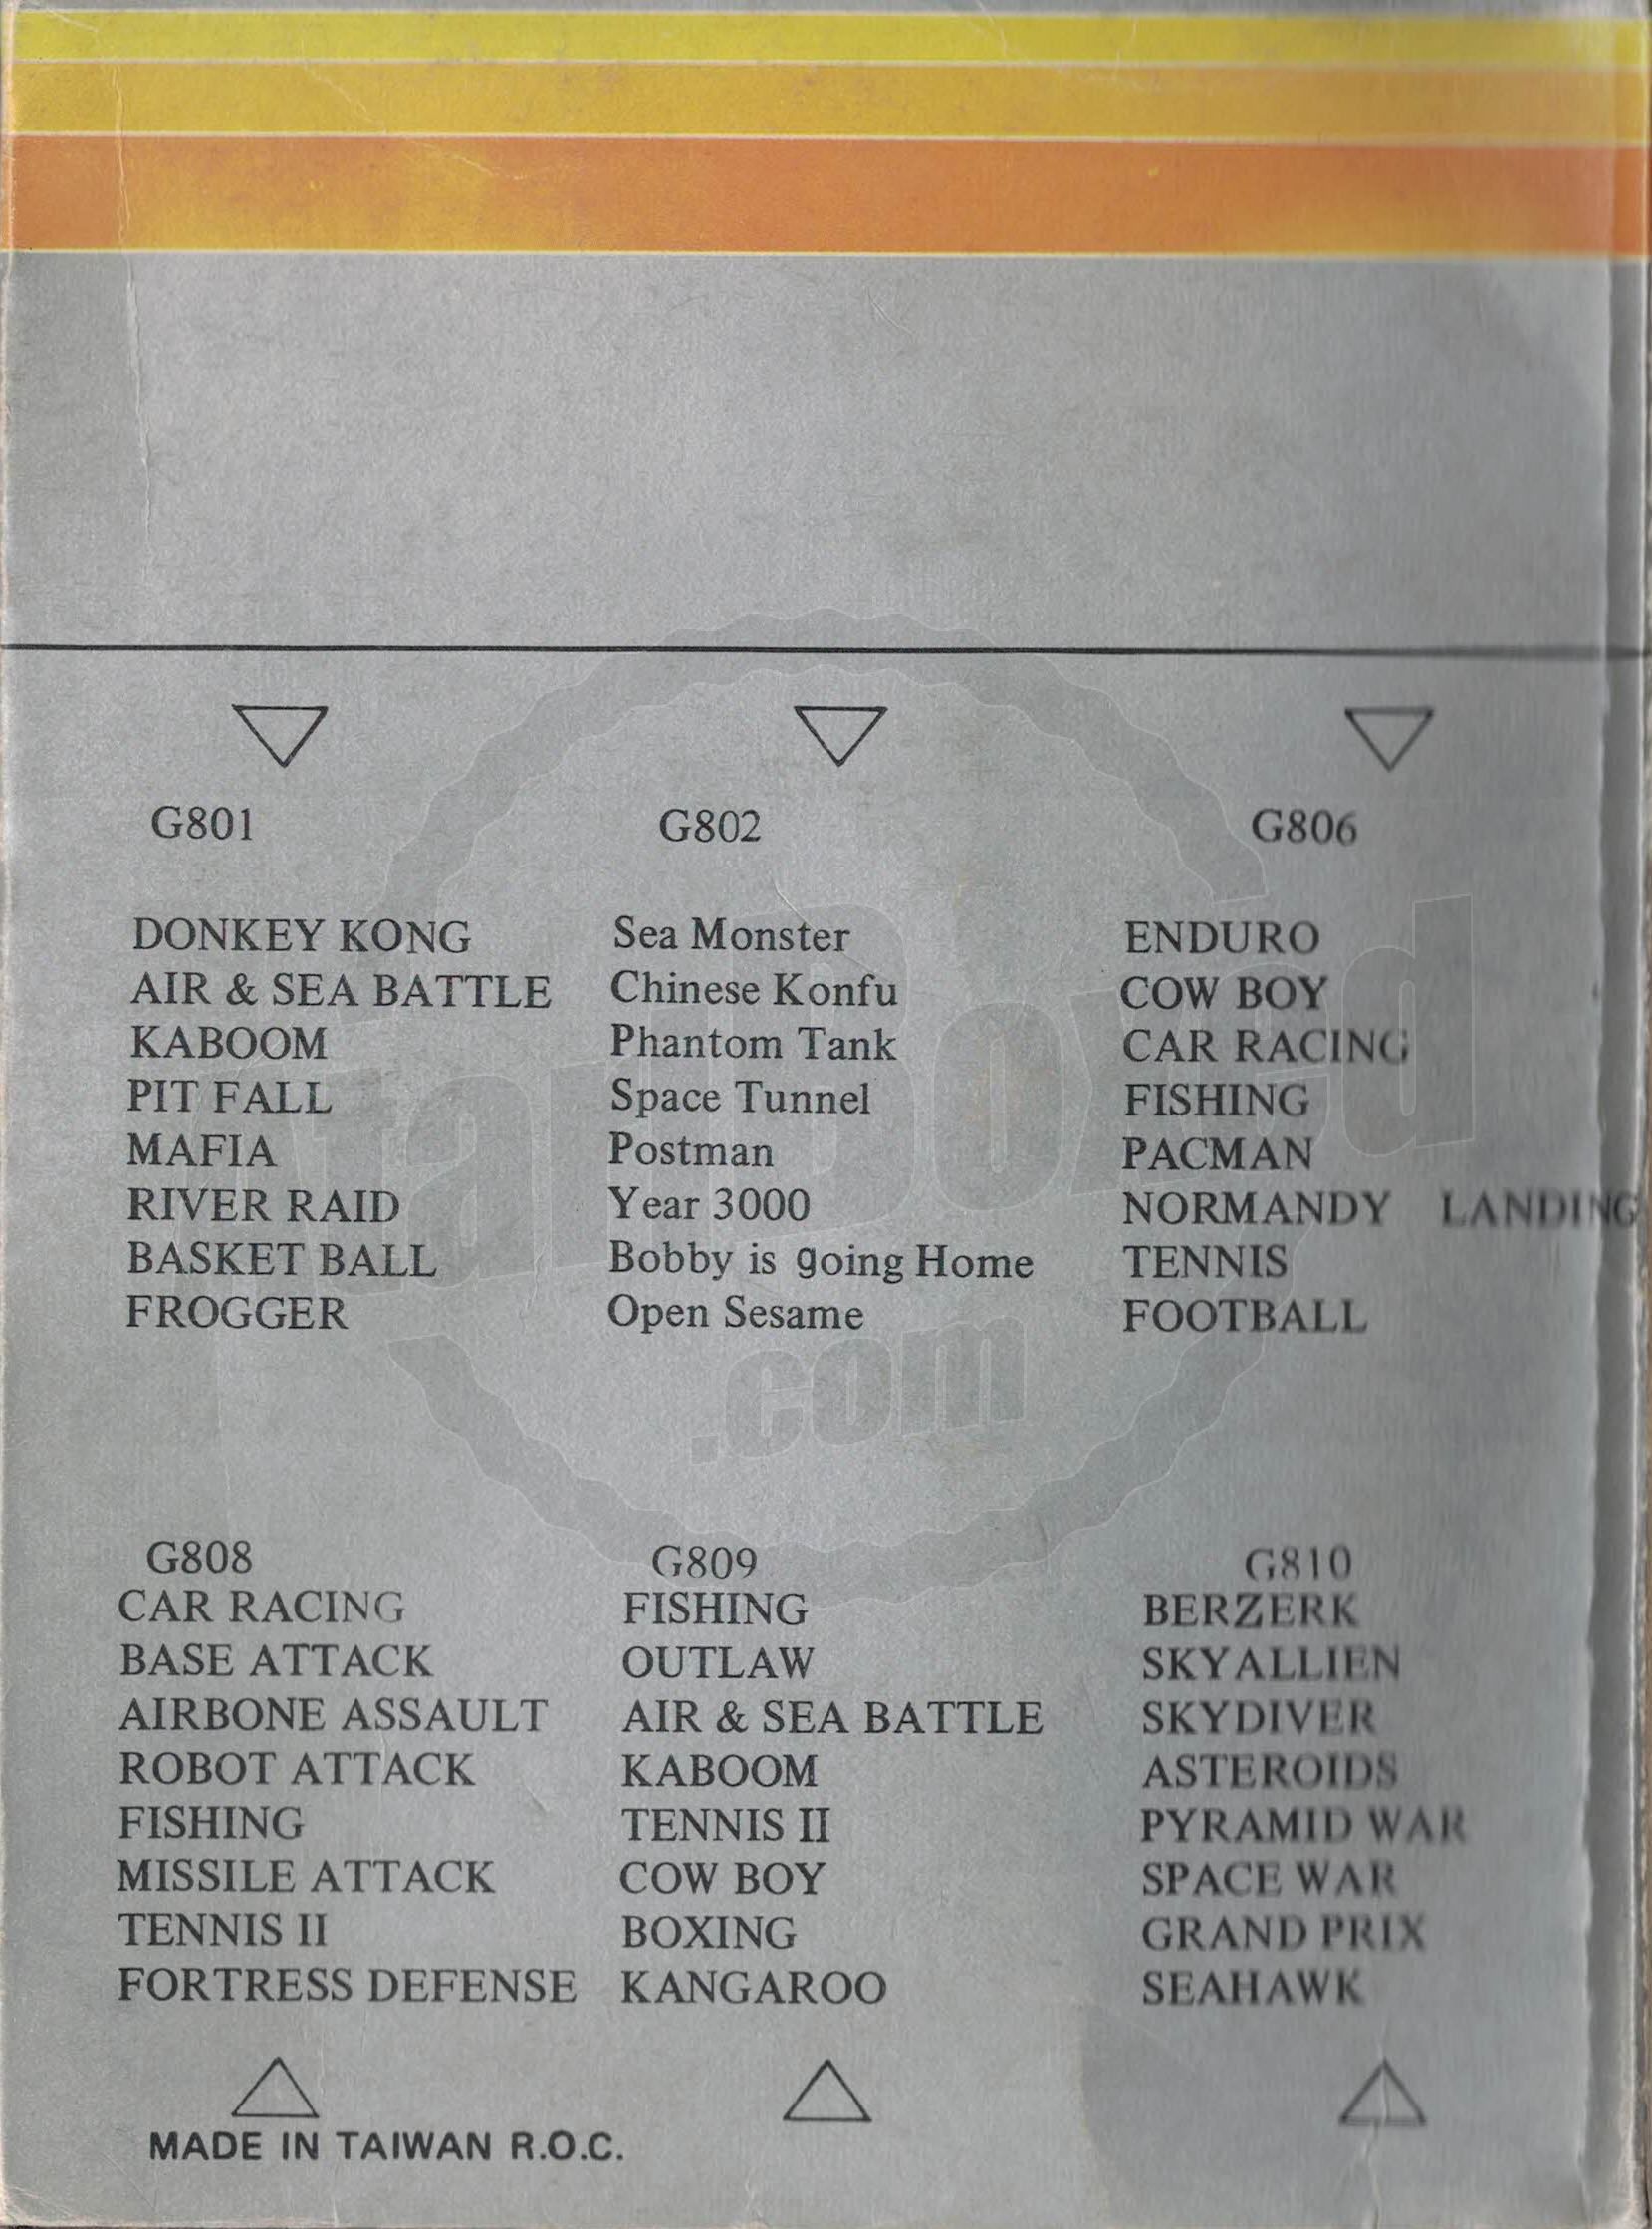 G801
DONKEY KONG
AIR & SEA BATTLE
KABOOM
PIT FALL
MAFIA
RIVER RAID
BASKET BALL
FROGGER
G802
Sea Monster
Chinese Konfu
Phantom Tank
Space Tunnel
Postman
Year 3000
Bobby is going Home
Open Sesame
G806
ENDURO
COW BOY
CAR RACING
FISHING
PACMAN
NORMANDY LANDING
TENNIS
FOOTBALL
G808
CAR RACING
BASE ATTACK
AIRBONE ASSAULT
ROBOT ATTACK
FISHING
MISSILE ATTACK
TENNIS II
FORTRESS DEFENSE
G809
FISHING
OUTLAW
AIR & SEA BATTLE
KABOOM
TENNIS II
COW BOY
BOXING
KANGAROO
G810
BERZERK
SKYALLIEN
SKYDIVER
ASTEROIDS
PYRAMID WAR
SPACE WAR
GRAND PRIX
SEAHAWK
MADE IN TAIWAN R.O.C.
.com